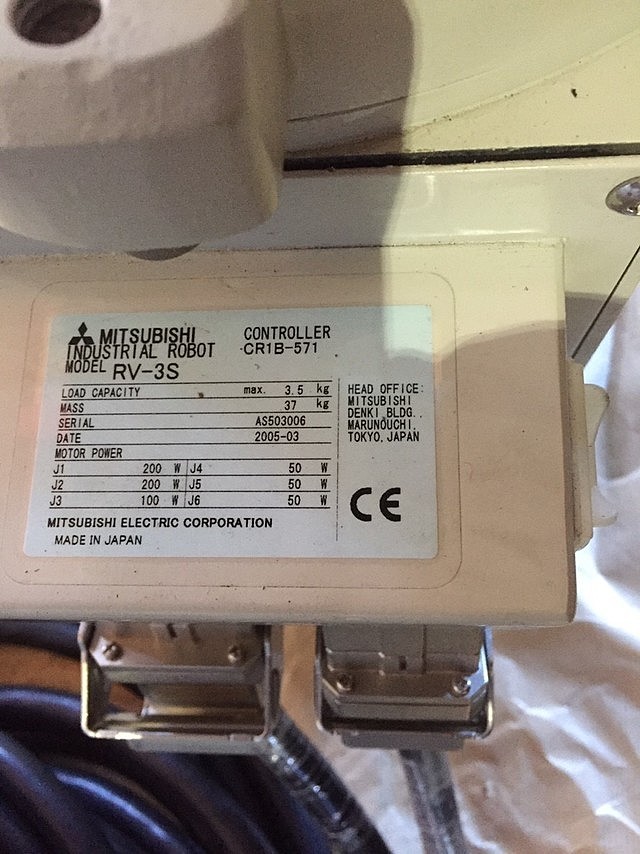 MITSUBISHI
INDUSTRIAL ROBOT
MODEL RV-3S
CONTROLLER
CR1B-571
LOAD CAPACITY max. 3.5 kg
MASS 37 kg
SERIAL AS503006
DATE 2005-03
MOTOR POWER
J1 200 W J4 50 W
J2 200 W J5 50 W
J3 100 W J6 50 W
HEAD OFFICE:
MITSUBISHI
DENKI BLDG.,
MARUNOUCHI,
TOKYO, JAPAN
CE
MITSUBISHI ELECTRIC CORPORATION
MADE IN JAPAN